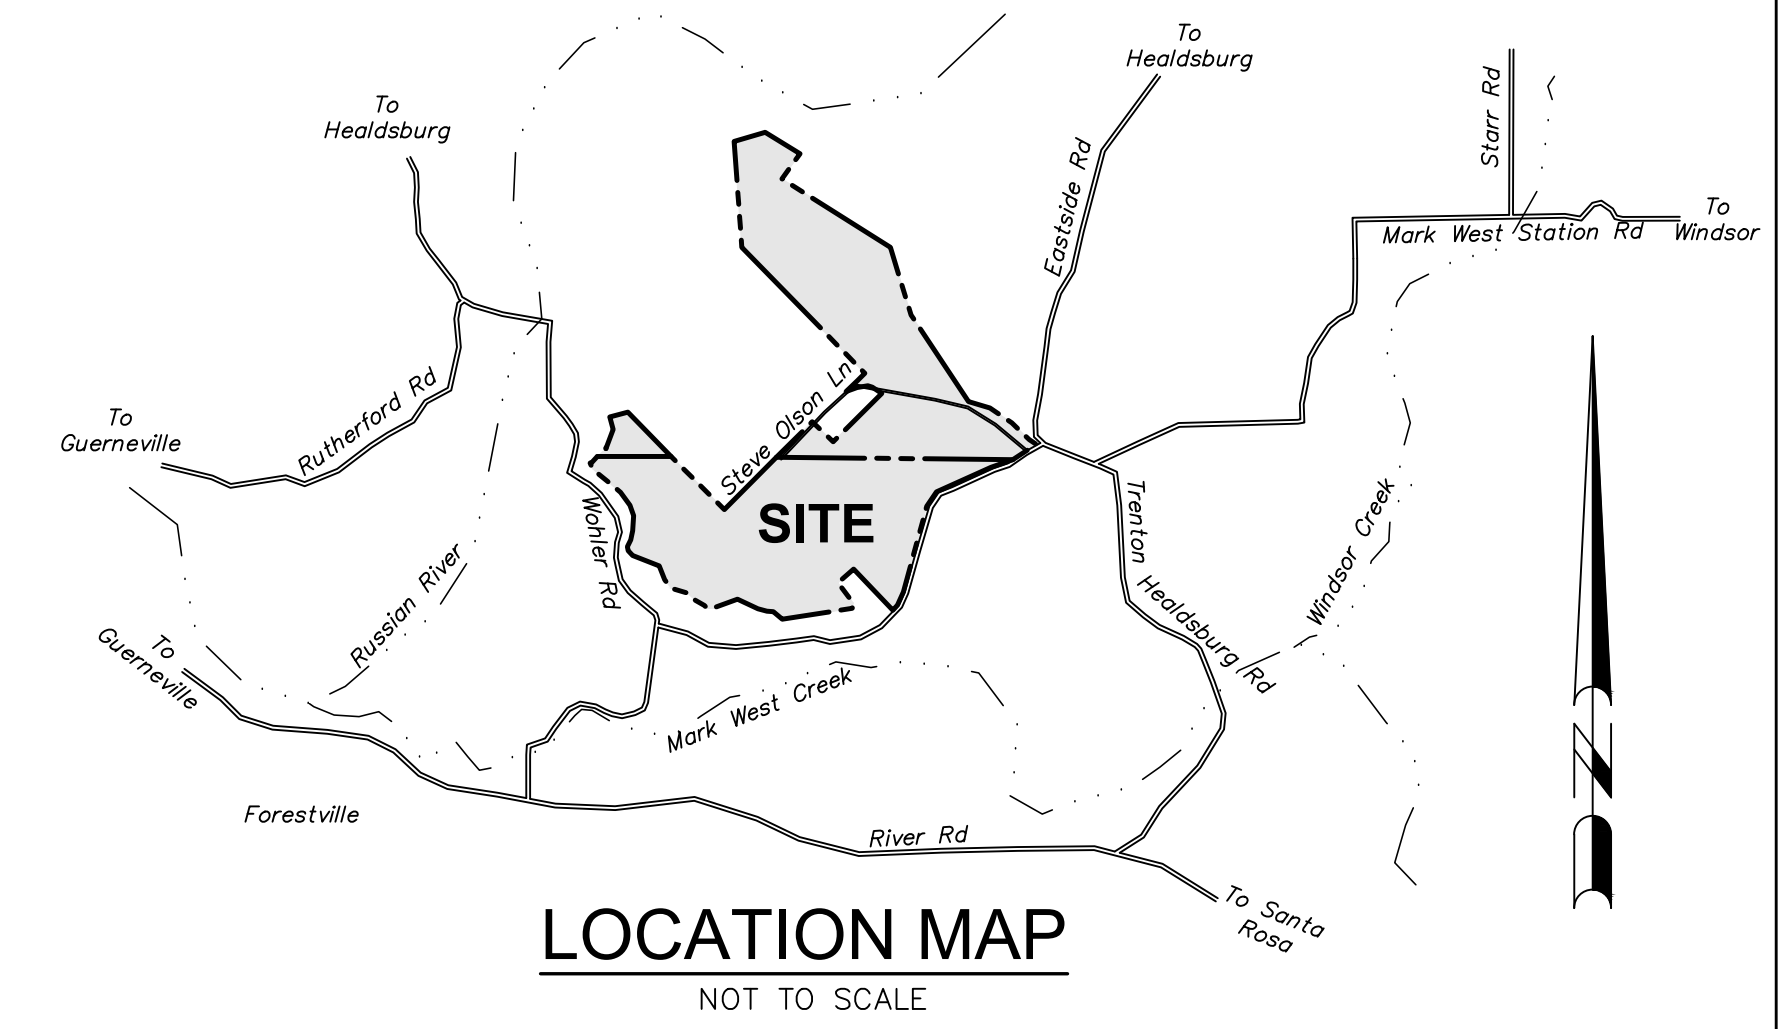 To
Healdsburg
To
Healdsburg
Starr Rd
Eastside Rd
To
Windsor
Mark West Station Rd
Rutherford Rd
To
Guerneville
Steve Olson Ln
SITE
Wohler Rd
Trenton Healdsburg Rd
Windsor Creek
Russian River
To
Guerneville
Mark West Creek
Forestville
River Rd
To Santa
Rosa
N
LOCATION MAP
NOT TO SCALE